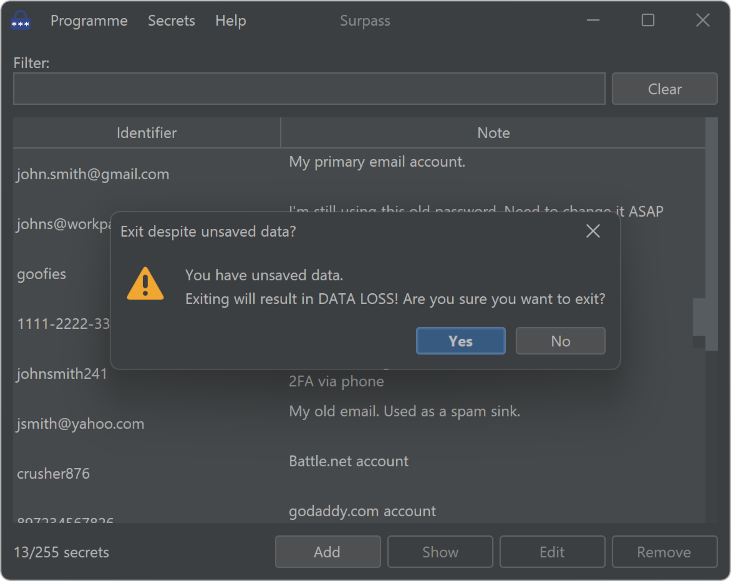 Programme Secrets Help Surpass
Filter:
Clear
Identifier Note
john.smith@gmail.com My primary email account.
johns@workpa I'm still using this old password. Need to change it ASAP
Exit despite unsaved data?
You have unsaved data.
Exiting will result in DATA LOSS! Are you sure you want to exit?
Yes No
goofies
1111-2222-33
johnsmith241
2FA via phone
jsmith@yahoo.com My old email. Used as a spam sink.
crusher876 Battle.net account
897234567826 godaddy.com account
13/255 secrets Add Show Edit Remove